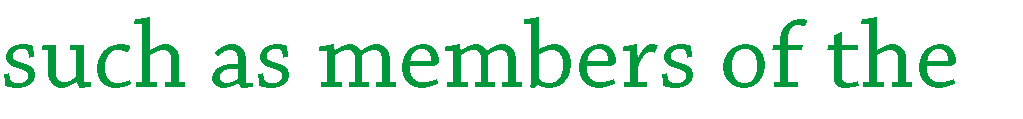 such as members of the